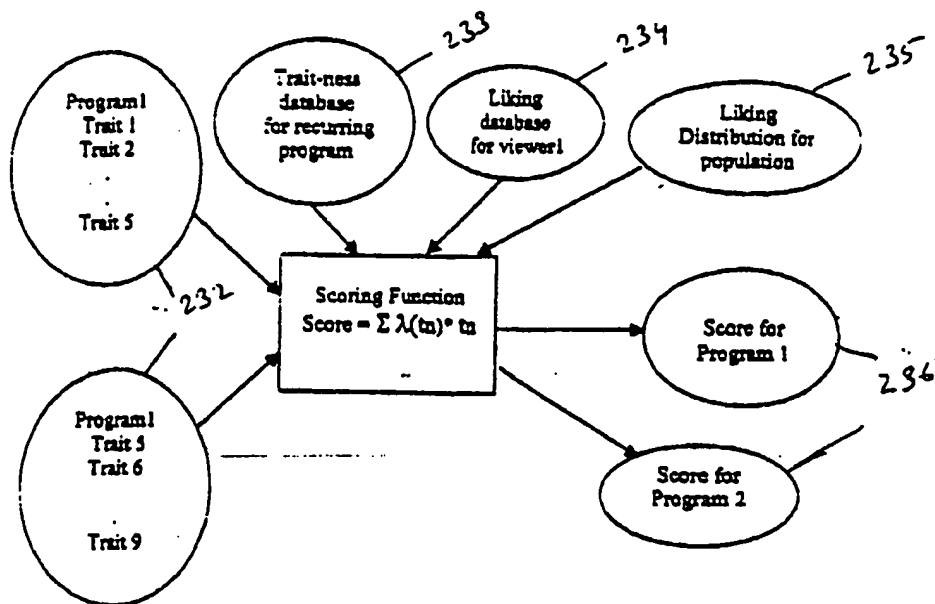 233
234
235
Program1
Trait 1
Trait 2
.
.
Trait 5
Trait-ness
database
for recurring
program
Liking
database
for viewer1
Liking
Distribution for
population
232
Scoring Function
Score = Σ λ(tn)* tn
Score for
Program 1
236
Program1
Trait 5
Trait 6
.
Trait 9
Score for
Program 2